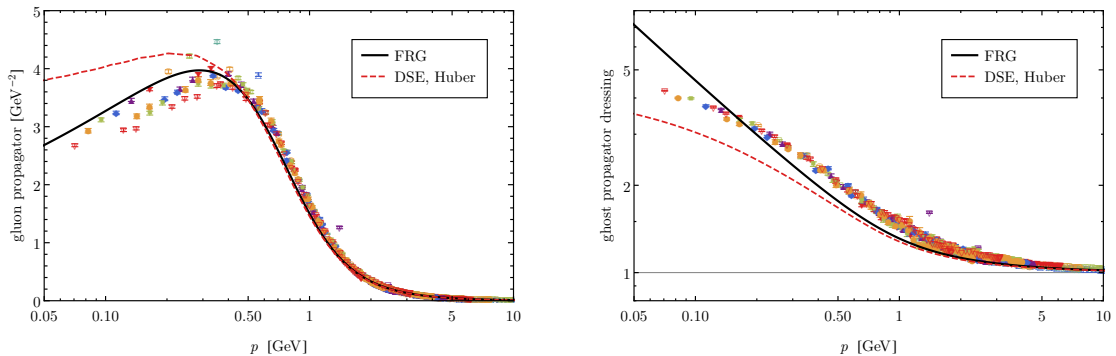 gluon propagator [GeV⁻²]
5
4
3
2
1
0
0.05 0.10 0.50 1 5 10
p [GeV]
FRG
DSE, Huber
ghost propagator dressing
5
2
1
0.05 0.10 0.50 1 5 10
p [GeV]
FRG
DSE, Huber